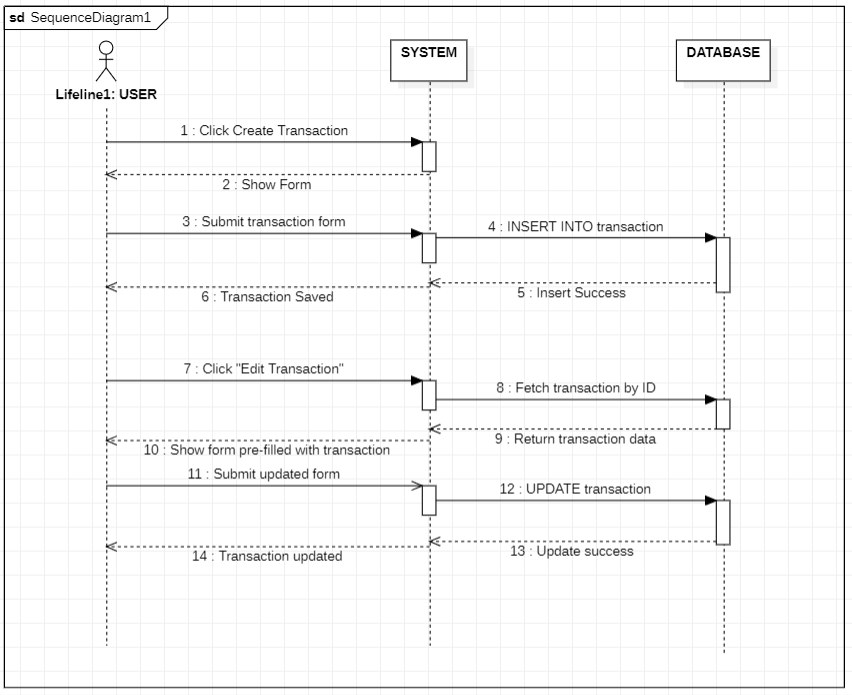 sd SequenceDiagram1
SYSTEM
DATABASE
Lifeline1: USER
1 : Click Create Transaction
2 : Show Form
3 : Submit transaction form
4 : INSERT INTO transaction
5 : Insert Success
6 : Transaction Saved
7 : Click "Edit Transaction"
8 : Fetch transaction by ID
9 : Return transaction data
10 : Show form pre-filled with transaction
11 : Submit updated form
12 : UPDATE transaction
13 : Update success
14 : Transaction updated